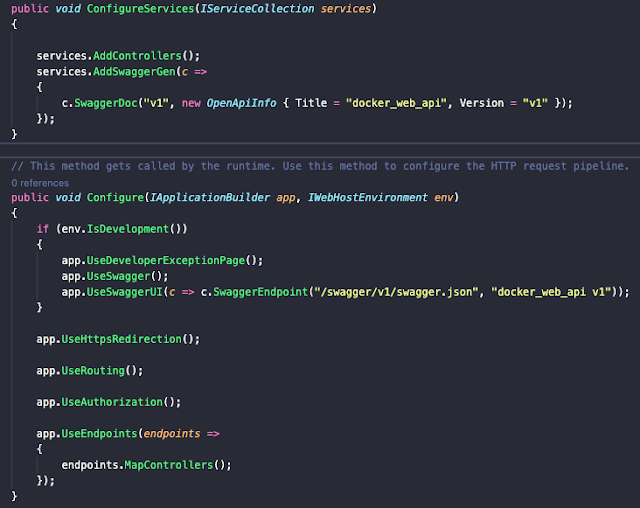 public void ConfigureServices(IServiceCollection services)
{
services.AddControllers();
services.AddSwaggerGen(c =>
{
c.SwaggerDoc("v1", new OpenApiInfo { Title = "docker_web_api", Version = "v1" });
});
}
// This method gets called by the runtime. Use this method to configure the HTTP request pipeline.
0 references
public void Configure(IApplicationBuilder app, IWebHostEnvironment env)
{
if (env.IsDevelopment())
{
app.UseDeveloperExceptionPage();
app.UseSwagger();
app.UseSwaggerUI(c => c.SwaggerEndpoint("/swagger/v1/swagger.json", "docker_web_api v1"));
}
app.UseHttpsRedirection();
app.UseRouting();
app.UseAuthorization();
app.UseEndpoints(endpoints =>
{
endpoints.MapControllers();
});
}